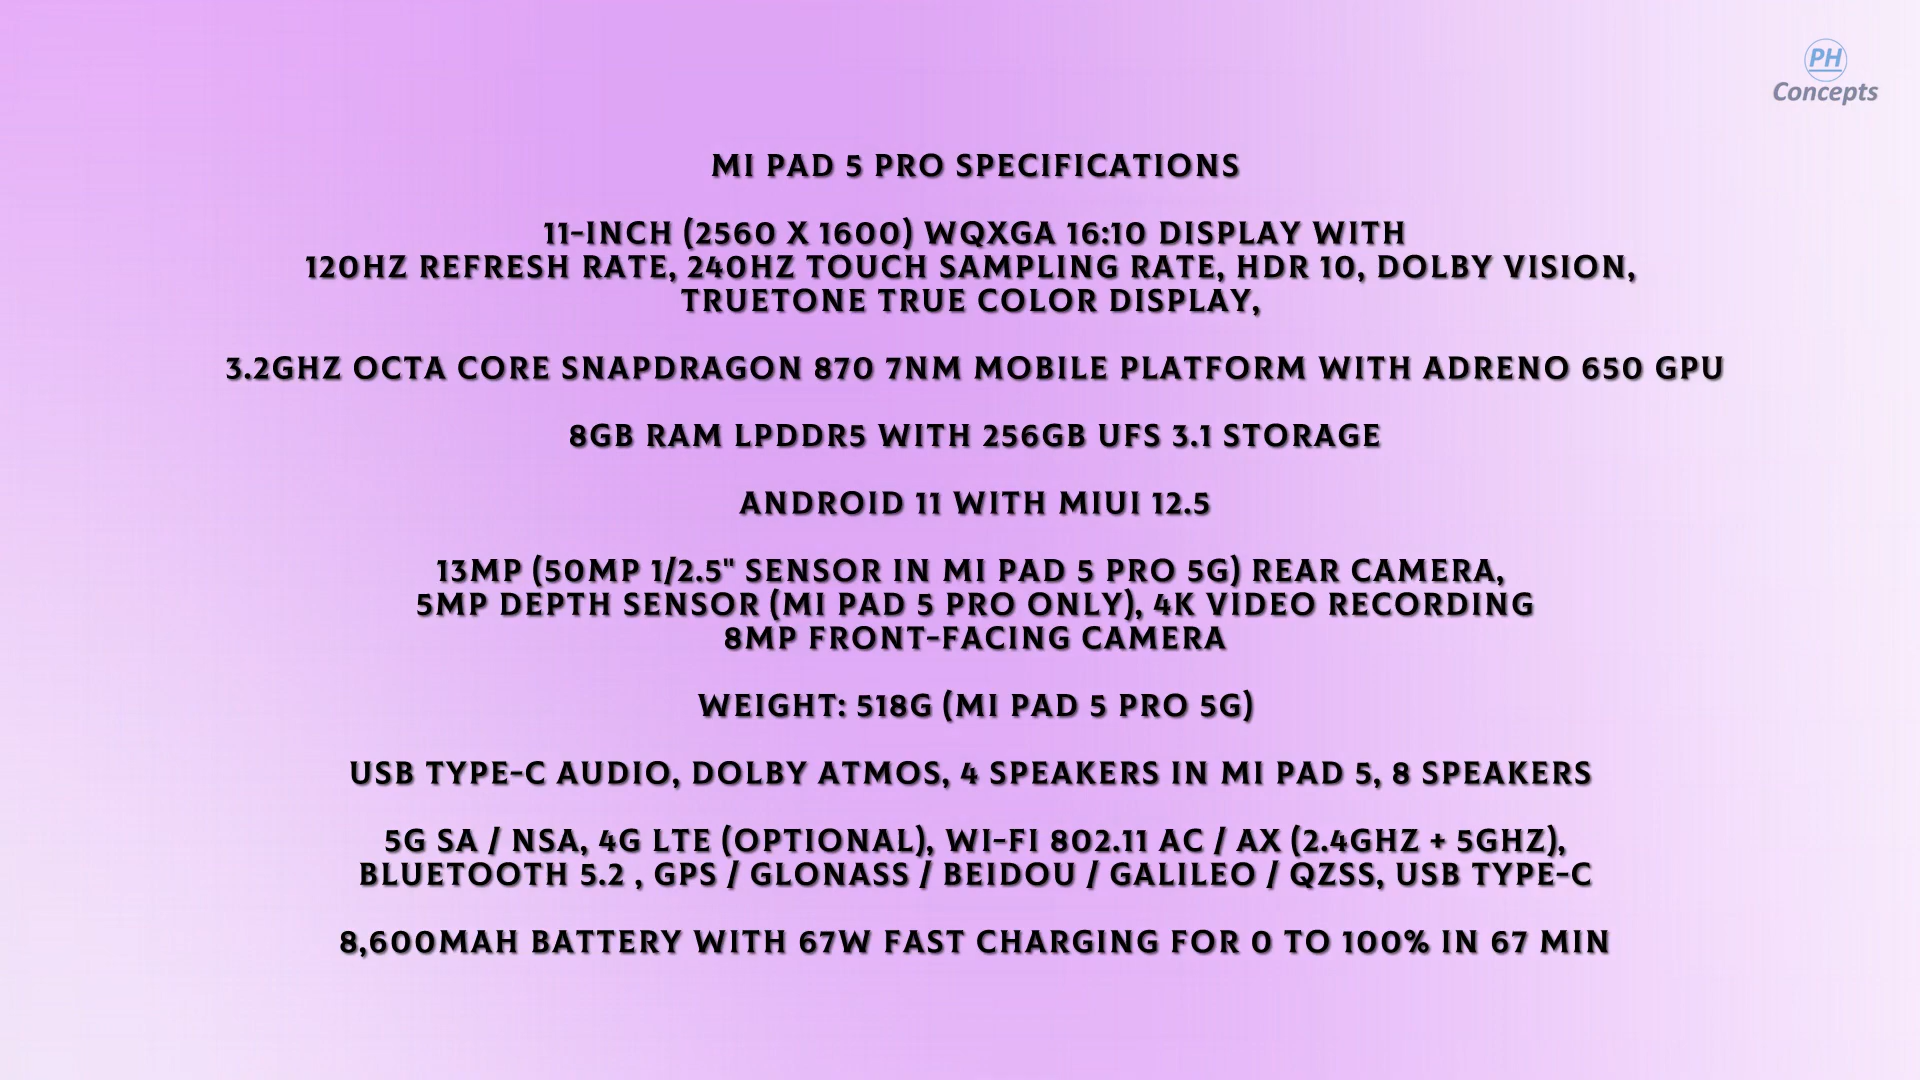 PH
Concepts
MI PAD 5 PRO SPECIFICATIONS
11-INCH (2560 X 1600) WQXGA 16:10 DISPLAY WITH
120HZ REFRESH RATE, 240HZ TOUCH SAMPLING RATE, HDR 10, DOLBY VISION,
TRUETONE TRUE COLOR DISPLAY,
3.2GHZ OCTA CORE SNAPDRAGON 870 7NM MOBILE PLATFORM WITH ADRENO 650 GPU
8GB RAM LPDDR5 WITH 256GB UFS 3.1 STORAGE
ANDROID 11 WITH MIUI 12.5
13MP (50MP 1/2.5" SENSOR IN MI PAD 5 PRO 5G) REAR CAMERA,
5MP DEPTH SENSOR (MI PAD 5 PRO ONLY), 4K VIDEO RECORDING
8MP FRONT-FACING CAMERA
WEIGHT: 518G (MI PAD 5 PRO 5G)
USB TYPE-C AUDIO, DOLBY ATMOS, 4 SPEAKERS IN MI PAD 5, 8 SPEAKERS
5G SA / NSA, 4G LTE (OPTIONAL), WI-FI 802.11 AC / AX (2.4GHZ + 5GHZ),
BLUETOOTH 5.2 , GPS / GLONASS / BEIDOU / GALILEO / QZSS, USB TYPE-C
8,600MAH BATTERY WITH 67W FAST CHARGING FOR 0 TO 100% IN 67 MIN